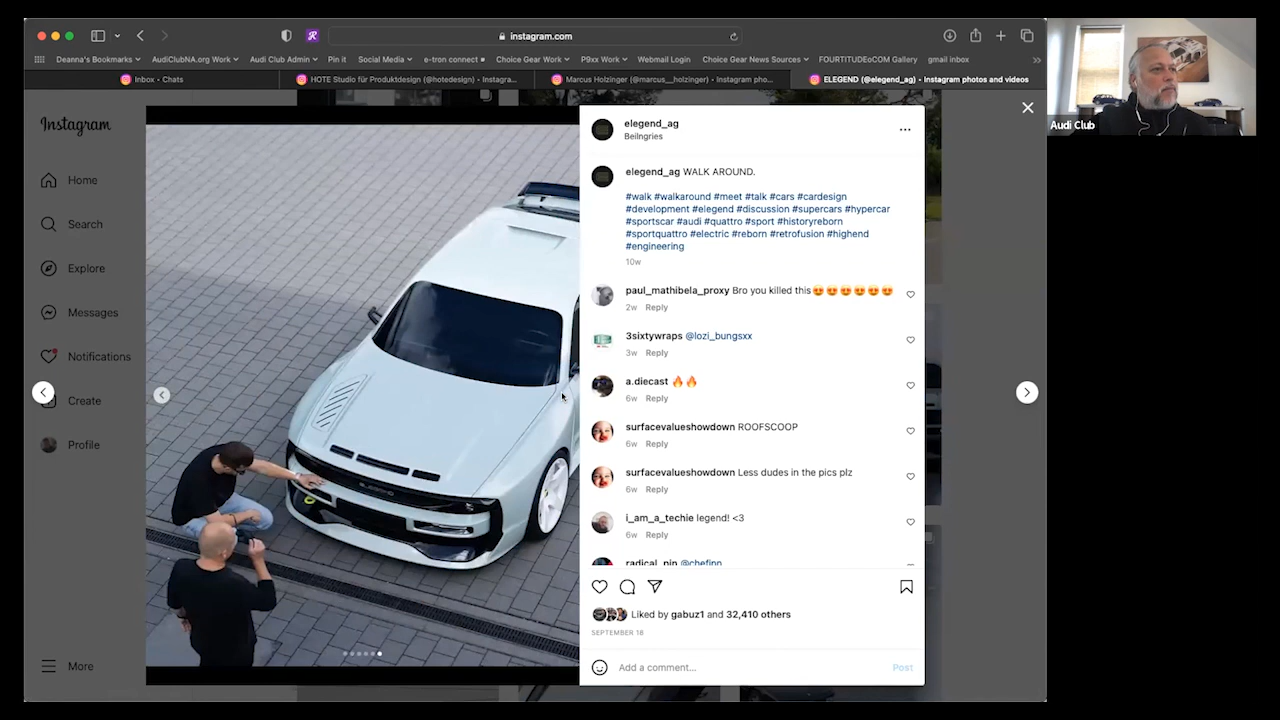 instagram.com
Deanna's Bookmarks
AudiClubNA.org Work
Audi Club Admin
Pin it
Social Media
e-tron connect
Choice Gear Work
P9xx Work
Webmail Login
Choice Gear News Sources
FOURTITUDEoCOM Gallery
gmail inbox
Inbox • Chats
HOTE Studio für Produktdesign (@hotedesign) • Instagra...
Marcus Holzinger (@marcus__holzinger) • Instagram pho...
ELEGEND (@elegend_ag) • Instagram photos and videos
Audi Club
Instagram
Home
Search
Explore
Messages
Notifications
Create
Profile
More
elegend_ag
Beilngries
elegend_ag WALK AROUND.
#walk #walkaround #meet #talk #cars #cardesign
#development #elegend #discussion #supercars #hypercar
#sportscar #audi #quattro #sport #historyreborn
#sportquattro #electric #reborn #retrofusion #highend
#engineering
10w
paul_mathibela_proxy Bro you killed this😍😍😍😍😍😍
2w Reply
3sixtywraps @lozi_bungsxx
3w Reply
a.diecast 🔥🔥
6w Reply
surfacevalueshowdown ROOFSCOOP
6w Reply
surfacevalueshowdown Less dudes in the pics plz
6w Reply
i_am_a_techie legend! <3
6w Reply
radical_pin @chefinn
Liked by gabuz1 and 32,410 others
SEPTEMBER 18
Add a comment...
Post